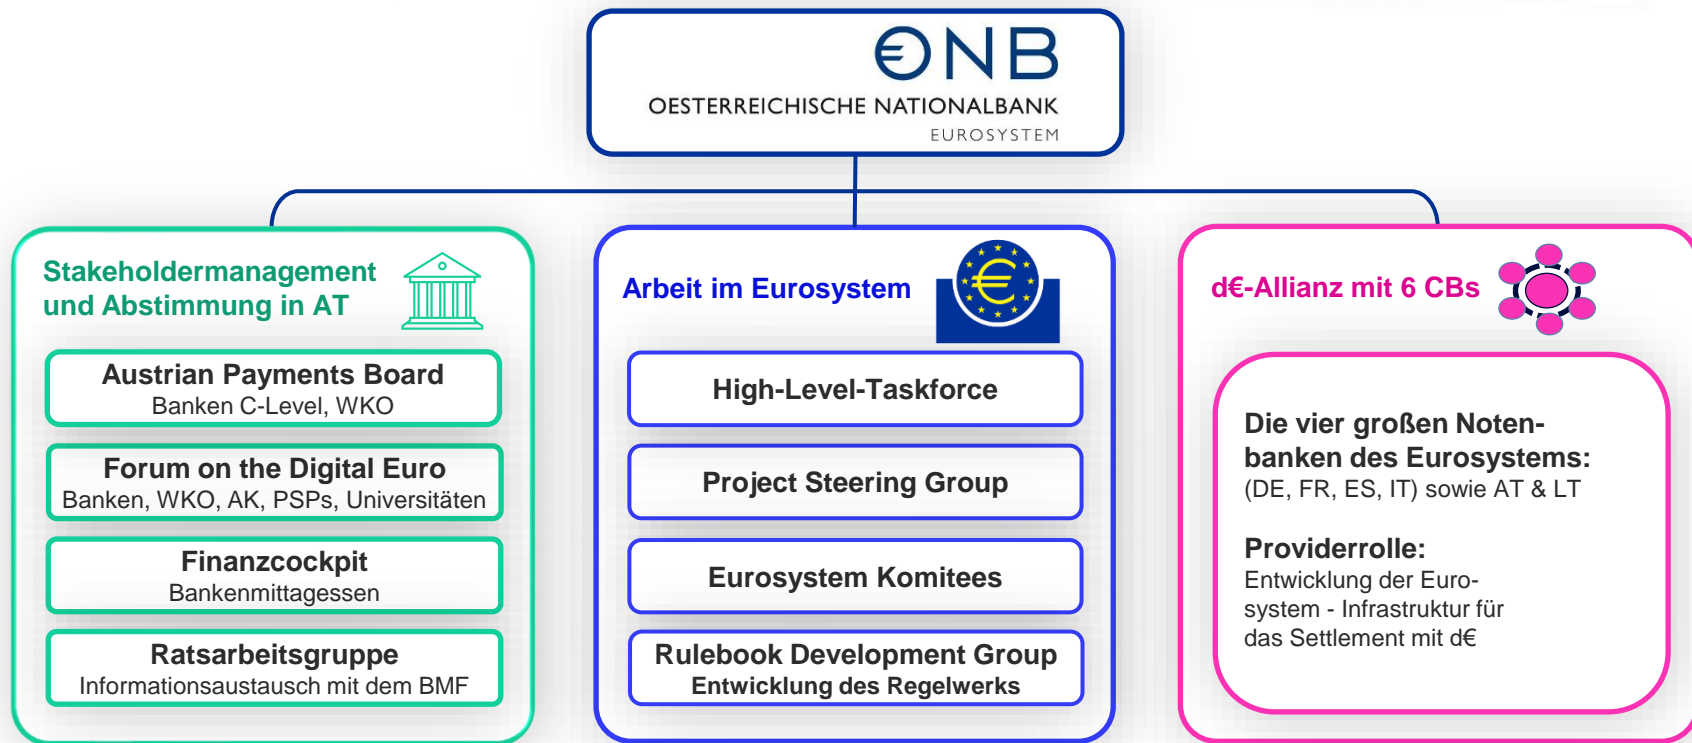 €NB
OESTERREICHISCHE NATIONALBANK
EUROSYSTEM
Stakeholdermanagement
und Abstimmung in AT
Austrian Payments Board
Banken C-Level, WKO
Forum on the Digital Euro
Banken, WKO, AK, PSPs, Universitäten
Finanzcockpit
Bankenmittagessen
Ratsarbeitsgruppe
Informationsaustausch mit dem BMF
Arbeit im Eurosystem
€
High-Level-Taskforce
Project Steering Group
Eurosystem Komitees
Rulebook Development Group
Entwicklung des Regelwerks
d€-Allianz mit 6 CBs
Die vier großen Noten-
banken des Eurosystems:
(DE, FR, ES, IT) sowie AT & LT
Providerrolle:
Entwicklung der Euro-
system - Infrastruktur für
das Settlement mit d€